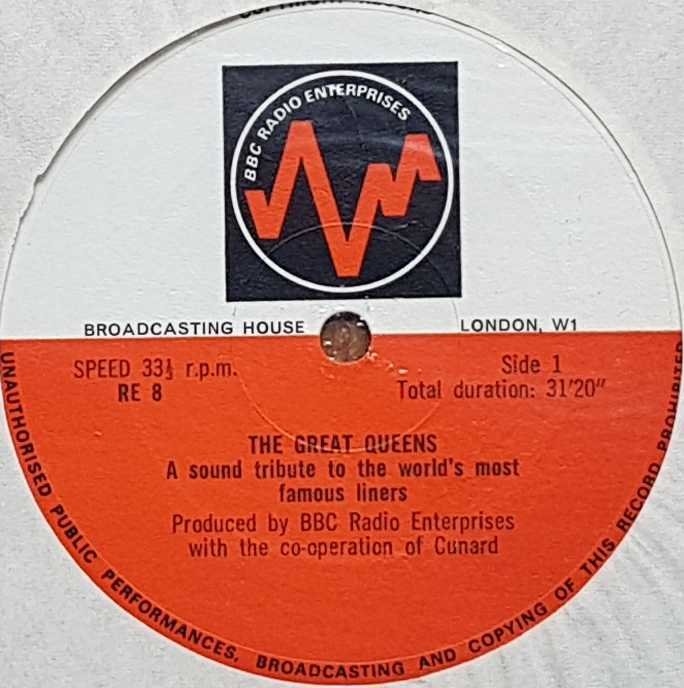 BBC RADIO ENTERPRISES
BROADCASTING HOUSE
LONDON, W1
SPEED 33⅓ r.p.m.
RE 8
Side 1
Total duration: 31'20"
THE GREAT QUEENS
A sound tribute to the world's most
famous liners
Produced by BBC Radio Enterprises
with the co-operation of Cunard
UNAUTHORISED PUBLIC PERFORMANCES, BROADCASTING AND COPYING OF THIS RECORD PROHIBITED